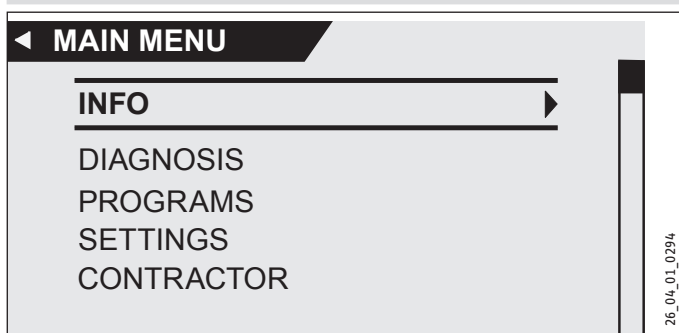 MAIN MENU
INFO
DIAGNOSIS
PROGRAMS
SETTINGS
CONTRACTOR
26_04_01_0294